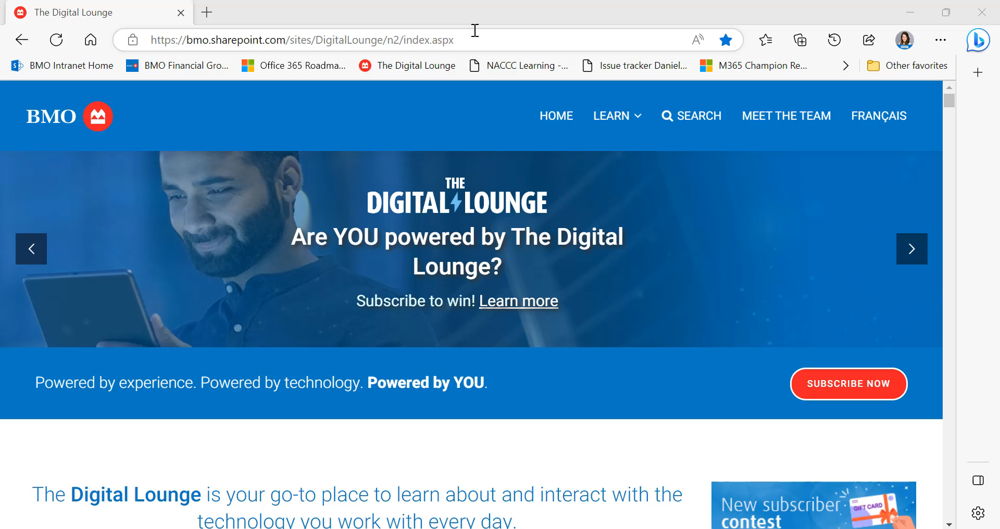 The Digital Lounge
https://bmo.sharepoint.com/sites/DigitalLounge/n2/index.aspx
BMO Intranet Home
BMO Financial Gro...
Office 365 Roadma...
The Digital Lounge
NACCC Learning -...
Issue tracker Daniel...
M365 Champion Re...
Other favorites
BMO
HOME
LEARN
SEARCH
MEET THE TEAM
FRANÇAIS
THE
DIGITAL LOUNGE
Are YOU powered by The Digital
Lounge?
Subscribe to win! Learn more
Powered by experience. Powered by technology. Powered by YOU.
SUBSCRIBE NOW
The Digital Lounge is your go-to place to learn about and interact with the
technology you work with every day.
New subscriber
contest
GIFT CARD